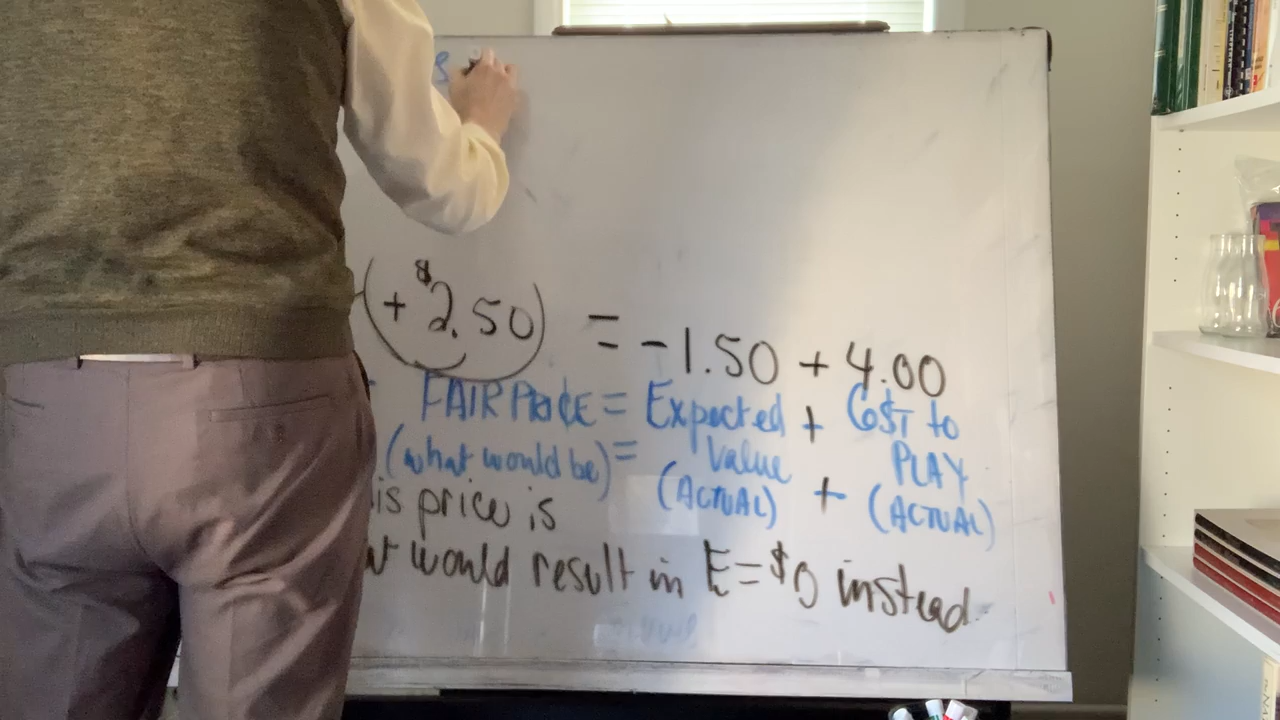 $
(+ $2.50) = -1.50 + 4.00
FAIR PRICE = Expected + Cost to
(what would be) = Value PLAY
(ACTUAL) + (ACTUAL)
is price is
would result in E = $0 instead